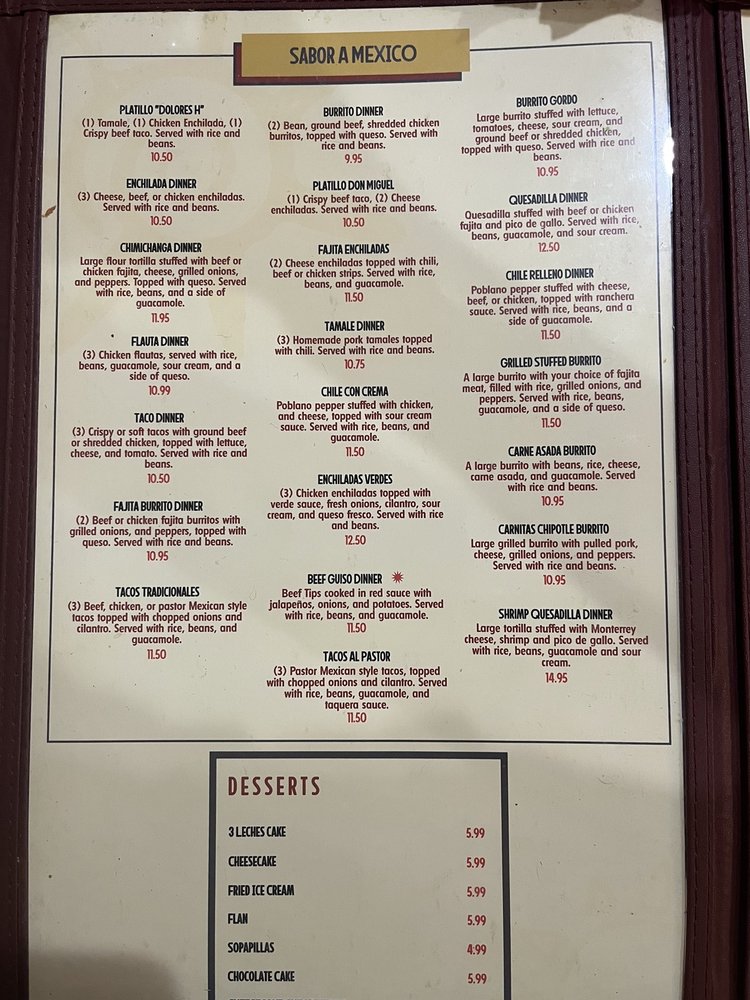 SABOR A MEXICO
PLATILLO "DOLORES H"
(1) Tamale, (1) Chicken Enchilada, (1)
Crispy beef taco. Served with rice and
beans.
10.50
ENCHILADA DINNER
(3) Cheese, beef, or chicken enchiladas.
Served with rice and beans.
10.50
CHIMICHANGA DINNER
Large flour tortilla stuffed with beef or
chicken fajita, cheese, grilled onions,
and peppers. Topped with queso. Served
with rice, beans, and a side of
guacamole.
11.95
FLAUTA DINNER
(3) Chicken flautas, served with rice,
beans, guacamole, sour cream, and a
side of queso.
10.99
TACO DINNER
(3) Crispy or soft tacos with ground beef
or shredded chicken, topped with lettuce,
cheese, and tomato. Served with rice and
beans.
10.50
FAJITA BURRITO DINNER
(2) Beef or chicken fajita burritos with
grilled onions, and peppers, topped with
queso. Served with rice and beans.
10.95
TACOS TRADICIONALES
(3) Beef, chicken, or pastor Mexican style
tacos topped with chopped onions and
cilantro. Served with rice, beans, and
guacamole.
11.50
BURRITO DINNER
(2) Bean, ground beef, shredded chicken
burritos, topped with queso. Served with
rice and beans.
9.95
PLATILLO DON MIGUEL
(1) Crispy beef taco, (2) Cheese
enchiladas. Served with rice and beans.
10.50
FAJITA ENCHILADAS
(2) Cheese enchiladas topped with chili,
beef or chicken strips. Served with rice,
beans, and guacamole.
11.50
TAMALE DINNER
(3) Homemade pork tamales topped
with chili. Served with rice and beans.
10.75
CHILE CON CREMA
Poblano pepper stuffed with chicken,
and cheese, topped with sour cream
sauce. Served with rice, beans, and
guacamole.
11.50
ENCHILADAS VERDES
(3) Chicken enchiladas topped with
verde sauce, fresh onions, cilantro, sour
cream, and queso fresco. Served with rice
and beans.
12.50
BEEF GUISO DINNER
Beef Tips cooked in red sauce with
jalapeños, onions, and potatoes. Served
with rice, beans, and guacamole.
11.50
TACOS AL PASTOR
(3) Pastor Mexican style tacos, topped
with chopped onions and cilantro. Served
with rice, beans, guacamole, and
taquera sauce.
11.50
BURRITO GORDO
Large burrito stuffed with lettuce,
tomatoes, cheese, sour cream, and
ground beef or shredded chicken,
topped with queso. Served with rice and
beans.
10.95
QUESADILLA DINNER
Quesadilla stuffed with beef or chicken
fajita and pico de gallo. Served with rice,
beans, guacamole, and sour cream.
12.50
CHILE RELLENO DINNER
Poblano pepper stuffed with cheese,
beef, or chicken, topped with ranchera
sauce. Served with rice, beans, and a
side of guacamole.
11.50
GRILLED STUFFED BURRITO
A large burrito with your choice of fajita
meat, filled with rice, grilled onions, and
peppers. Served with rice, beans,
guacamole, and a side of queso.
11.50
CARNE ASADA BURRITO
A large burrito with beans, rice, cheese,
carne asada, and guacamole. Served
with rice and beans.
10.95
CARNITAS CHIPOTLE BURRITO
Large grilled burrito with pulled pork,
cheese, grilled onions, and peppers.
Served with rice and beans.
10.95
SHRIMP QUESADILLA DINNER
Large tortilla stuffed with Monterrey
cheese, shrimp and pico de gallo. Served
with rice, beans, guacamole and sour
cream.
14.95
DESSERTS
3 LECHES CAKE 5.99
CHEESECAKE 5.99
FRIED ICE CREAM 5.99
FLAN 5.99
SOPAPILLAS 4.99
CHOCOLATE CAKE 5.99